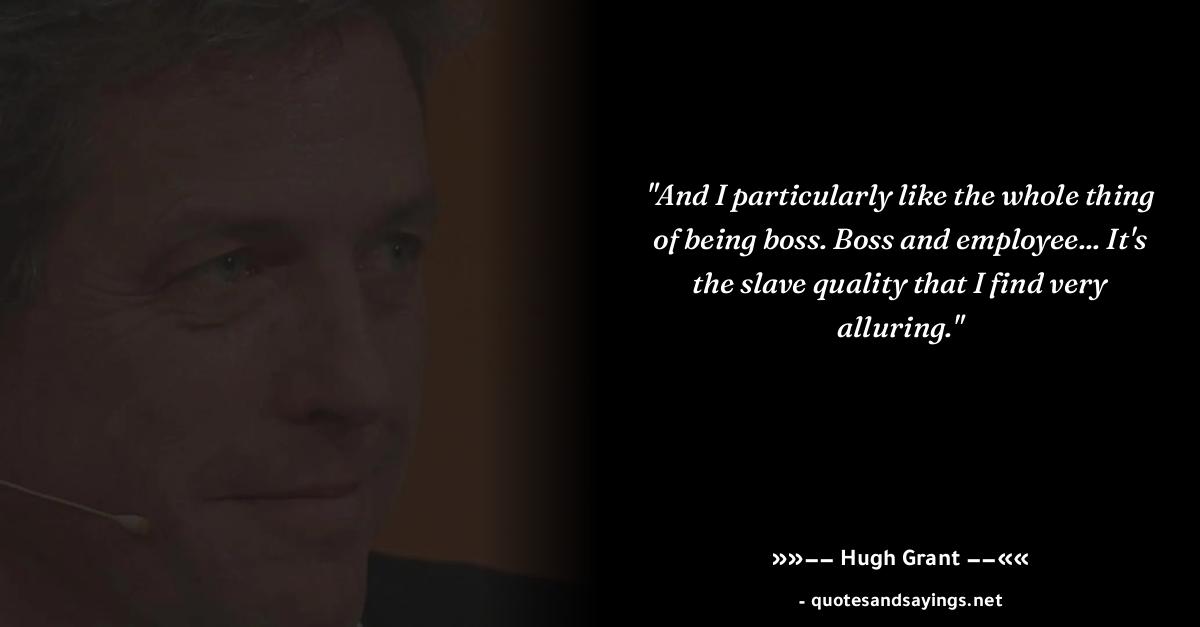 "And I particularly like the whole thing
of being boss. Boss and employee... It's
the slave quality that I find very
alluring."
»»−− Hugh Grant −−««
- quotesandsayings.net